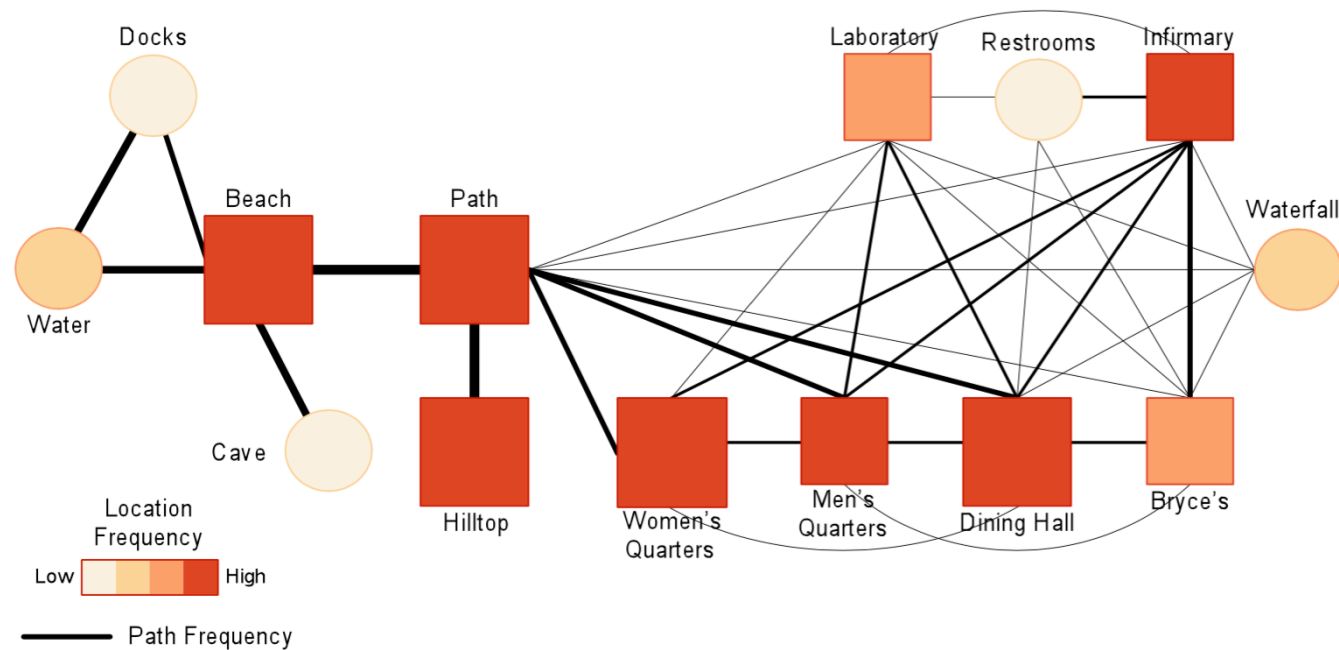 Docks
Laboratory
Restrooms
Infirmary
Beach
Path
Waterfall
Water
Cave
Hilltop
Women's
Quarters
Men's
Quarters
Dining Hall
Bryce's
Location
Frequency
Low
High
Path Frequency